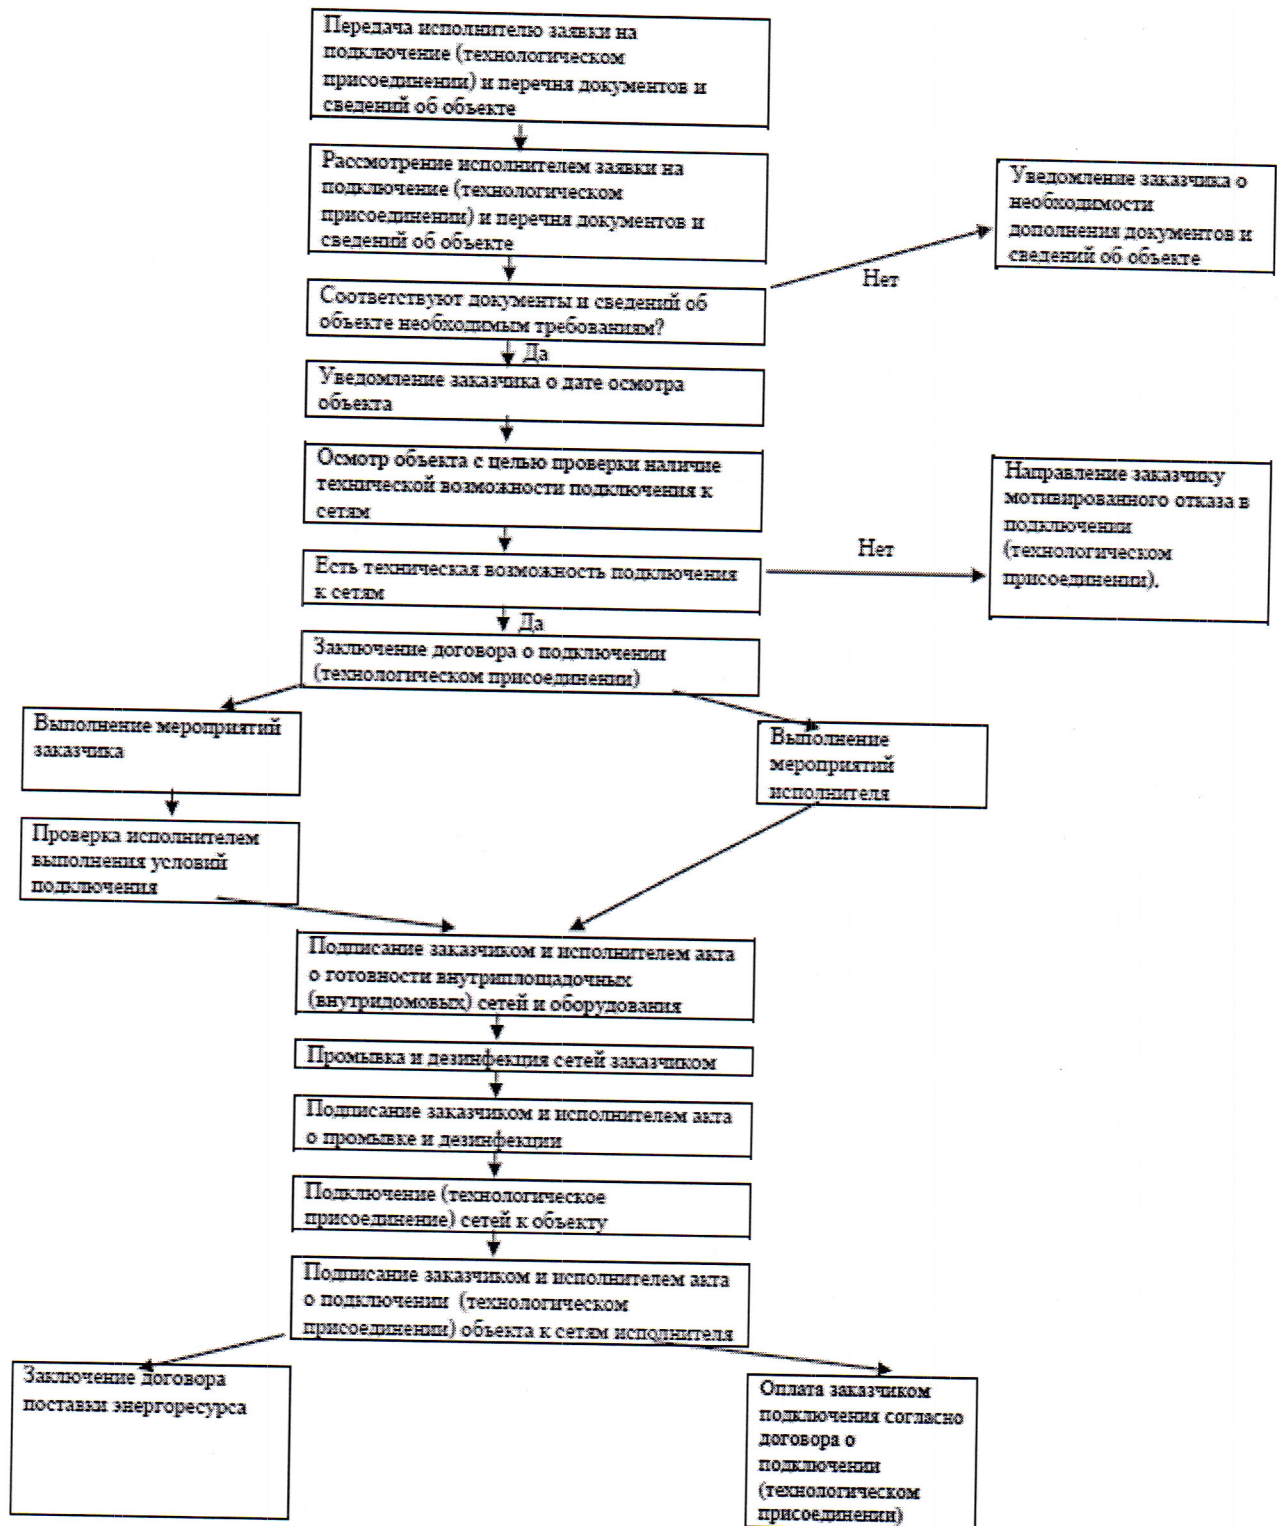 Передача исполнителю заявки на
подключение (технологическом
присоединении) и перечня документов и
сведений об объекте
Рассмотрение исполнителем заявки на
подключение (технологическом
присоединении) и перечня документов и
сведений об объекте
Уведомление заказчика о
необходимости
дополнения документов и
сведений об объекте
Нет
Соответствуют документы и сведений об
объекте необходимым требованиям?
Да
Уведомление заказчика о дате осмотра
объекта
Осмотр объекта с целью проверки наличие
технической возможности подключения к
сетям
Направление заказчику
мотивированного отказа в
подключении
(технологическом
присоединении).
Нет
Есть техническая возможность подключения
к сетям
Да
Заключение договора о подключении
(технологическом присоединении)
Выполнение мероприятий
заказчика
Выполнение
мероприятий
исполнителя
Проверка исполнителем
выполнения условий
подключения
Подписание заказчиком и исполнителем акта
о готовности внутриплощадочных
(внутридомовых) сетей и оборудования
Промывка и дезинфекция сетей заказчиком
Подписание заказчиком и исполнителем акта
о промывке и дезинфекции
Подключение (технологическое
присоединение) сетей к объекту
Подписание заказчиком и исполнителем акта
о подключении (технологическом
присоединении) объекта к сетям исполнителя
Заключение договора
поставки энергоресурса
Оплата заказчиком
подключения согласно
договора о
подключении
(технологическом
присоединении)